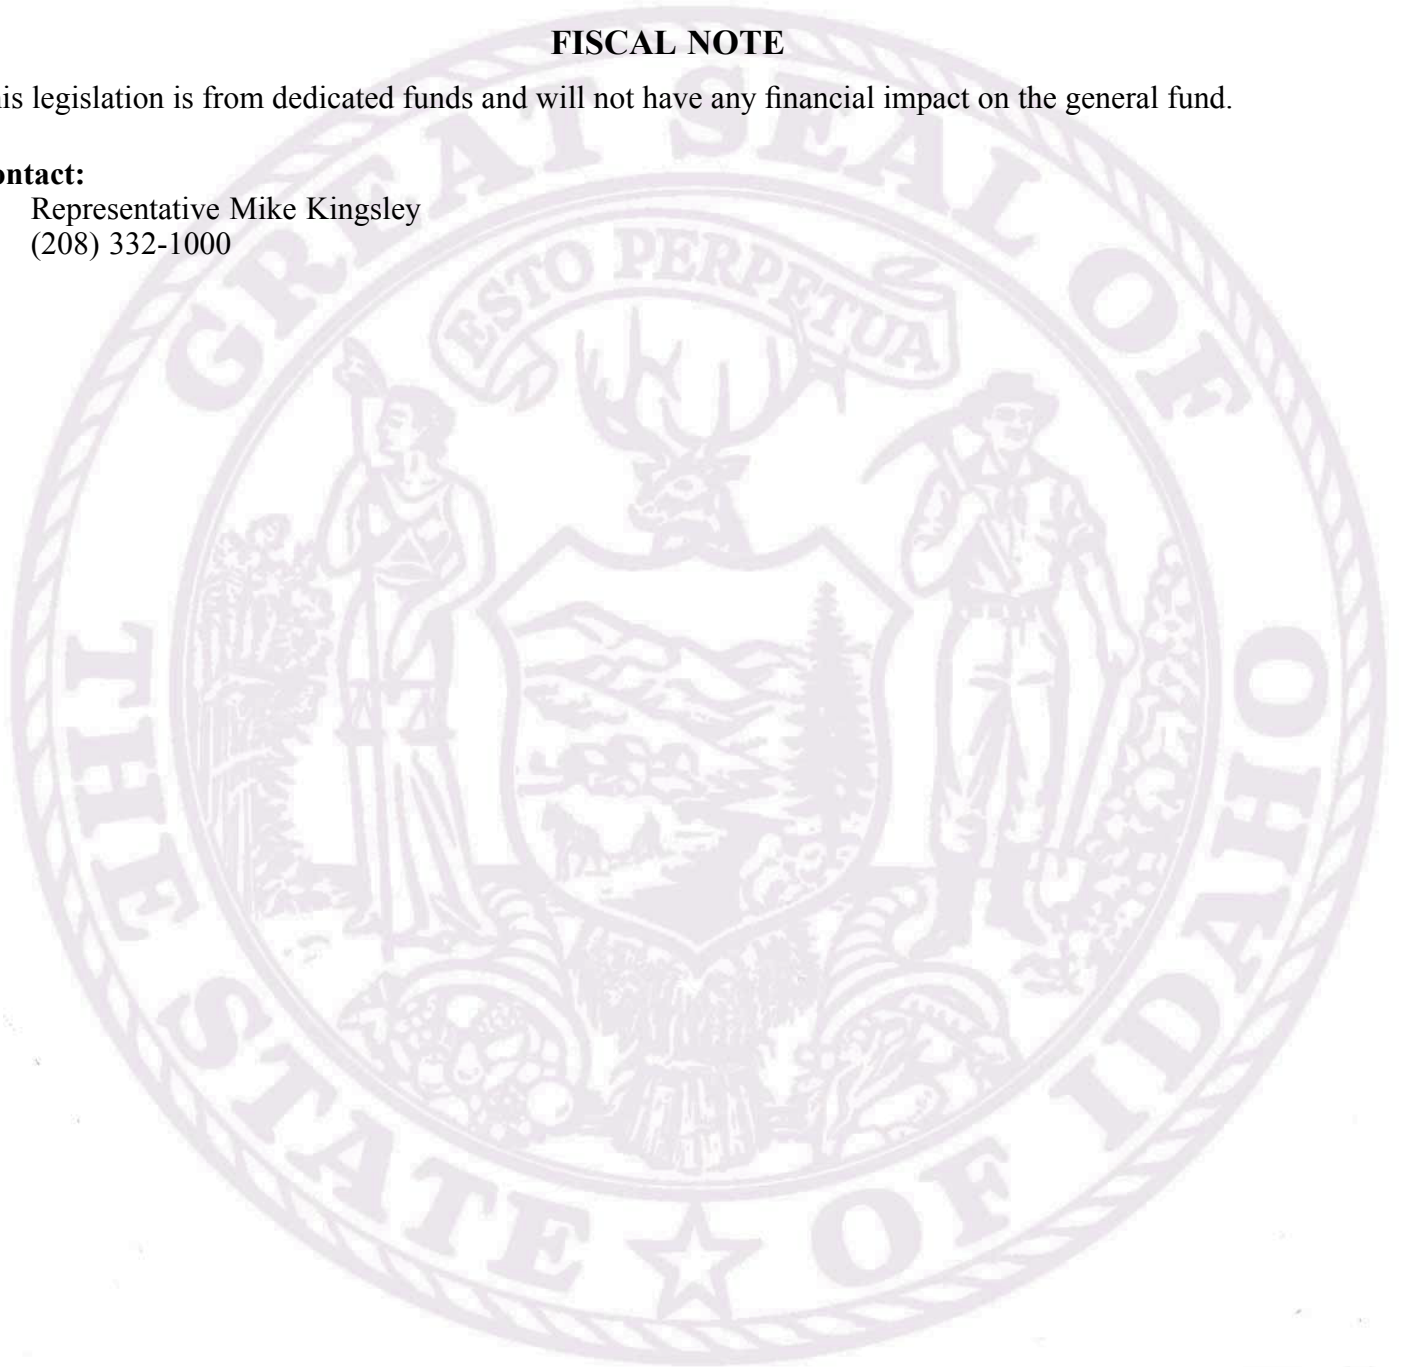 FISCAL NOTE
his legislation is from dedicated funds and will not have any financial impact on the general fund.
ontact:
Representative Mike Kingsley
(208) 332-1000
GREAT SEAL OF
THE STATE ☆ OF IDAHO
ESTO PERPETUA